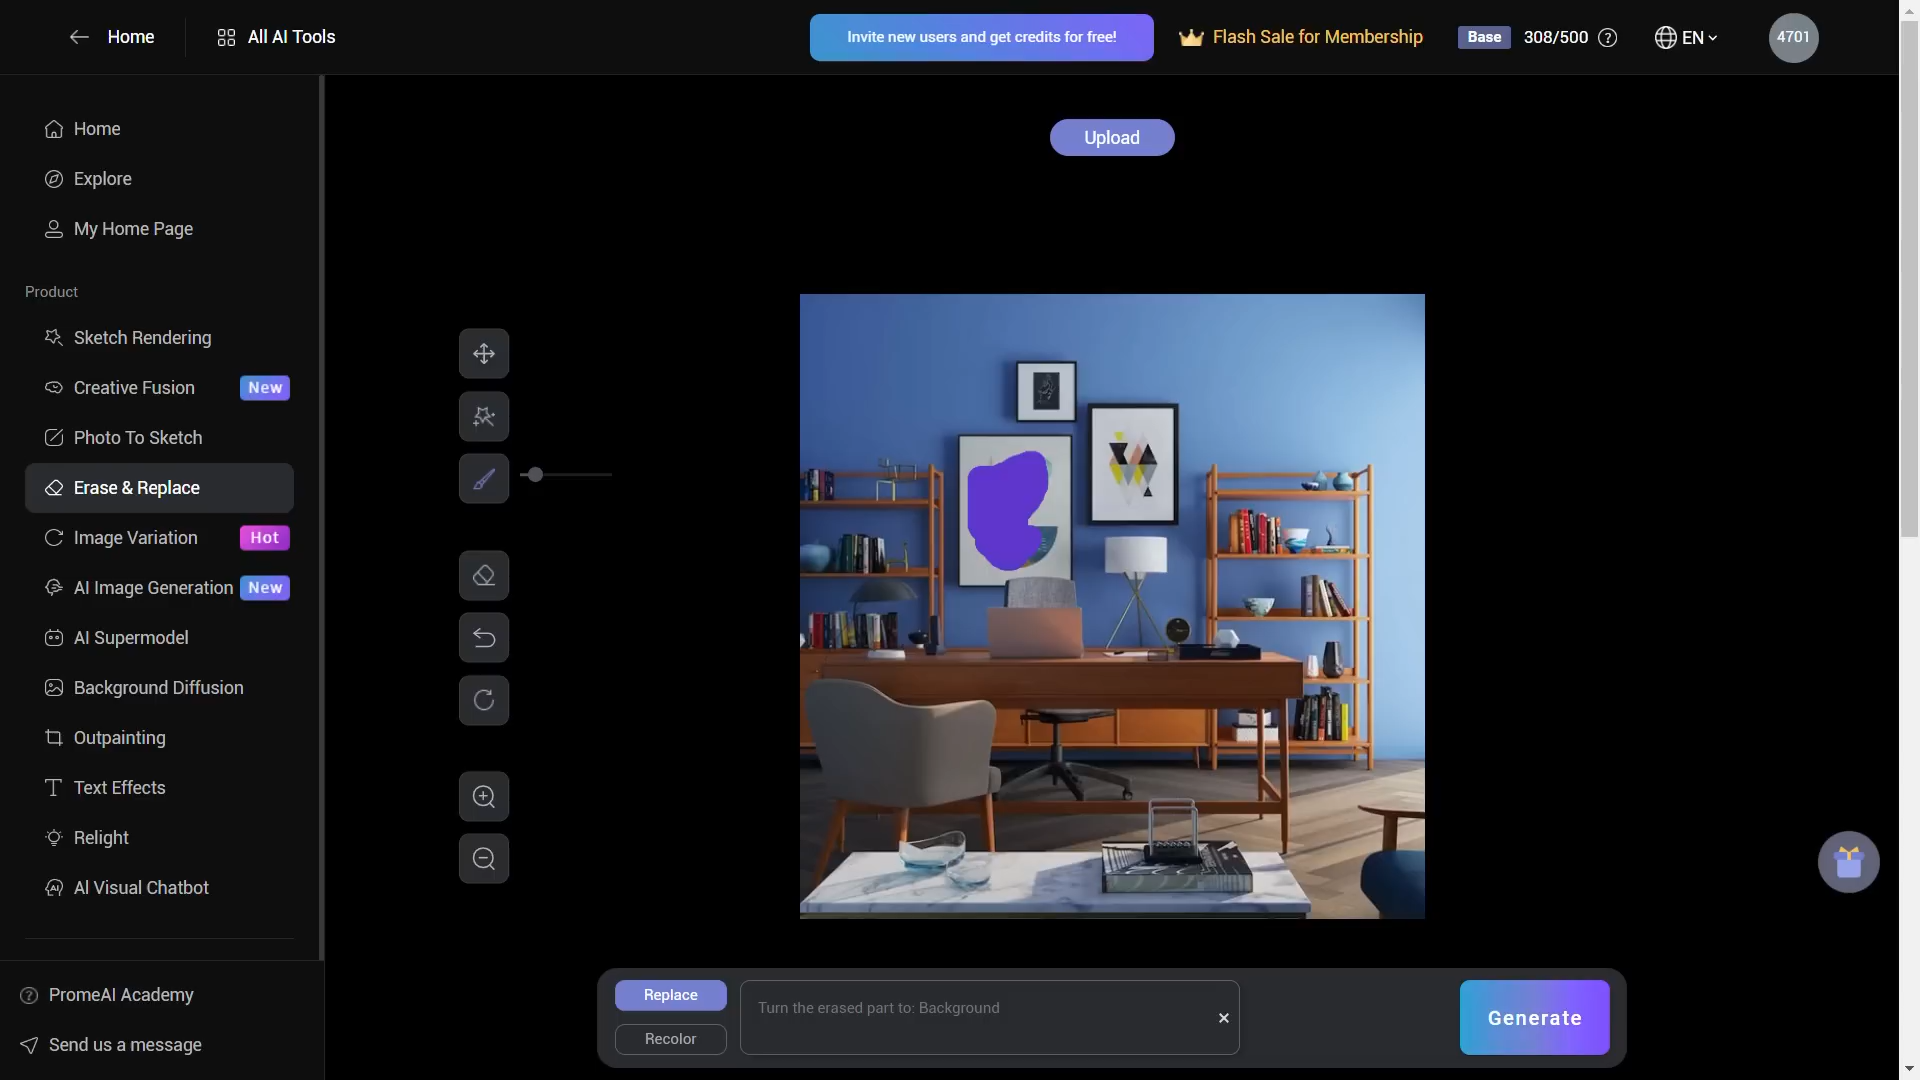 Home
All AI Tools
Invite new users and get credits for free!
Flash Sale for Membership
Base
308/500
EN
4701
Home
Explore
My Home Page
Product
Sketch Rendering
Creative Fusion
New
Photo To Sketch
Erase & Replace
Image Variation
Hot
AI Image Generation
New
AI Supermodel
Background Diffusion
Outpainting
Text Effects
Relight
AI Visual Chatbot
PromeAI Academy
Send us a message
Upload
Replace
Recolor
Turn the erased part to: Background
Generate